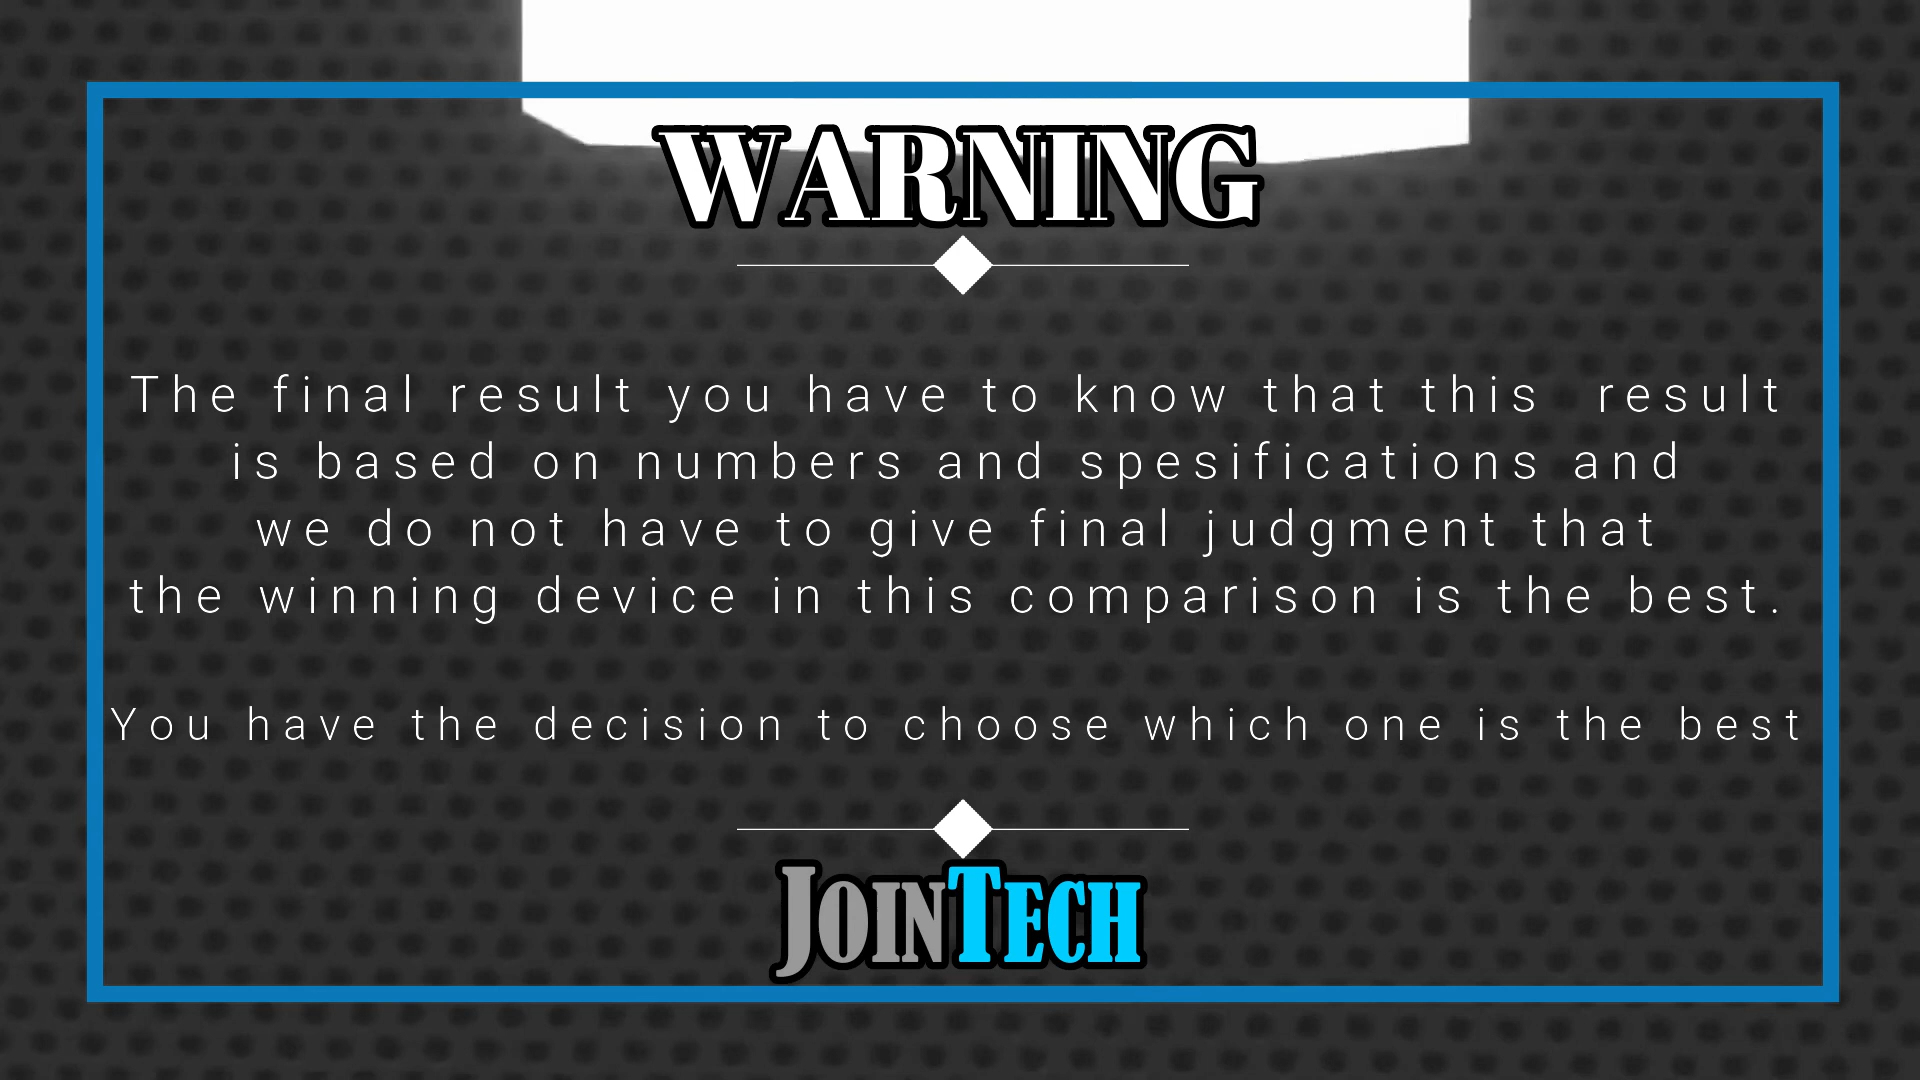 WARNING
The final result you have to know that this  result
is based on numbers and spesifications and
we do not have to give final judgment that
the winning device in this comparison is the best.
You have the decision to choose which one is the best
JOINTECH